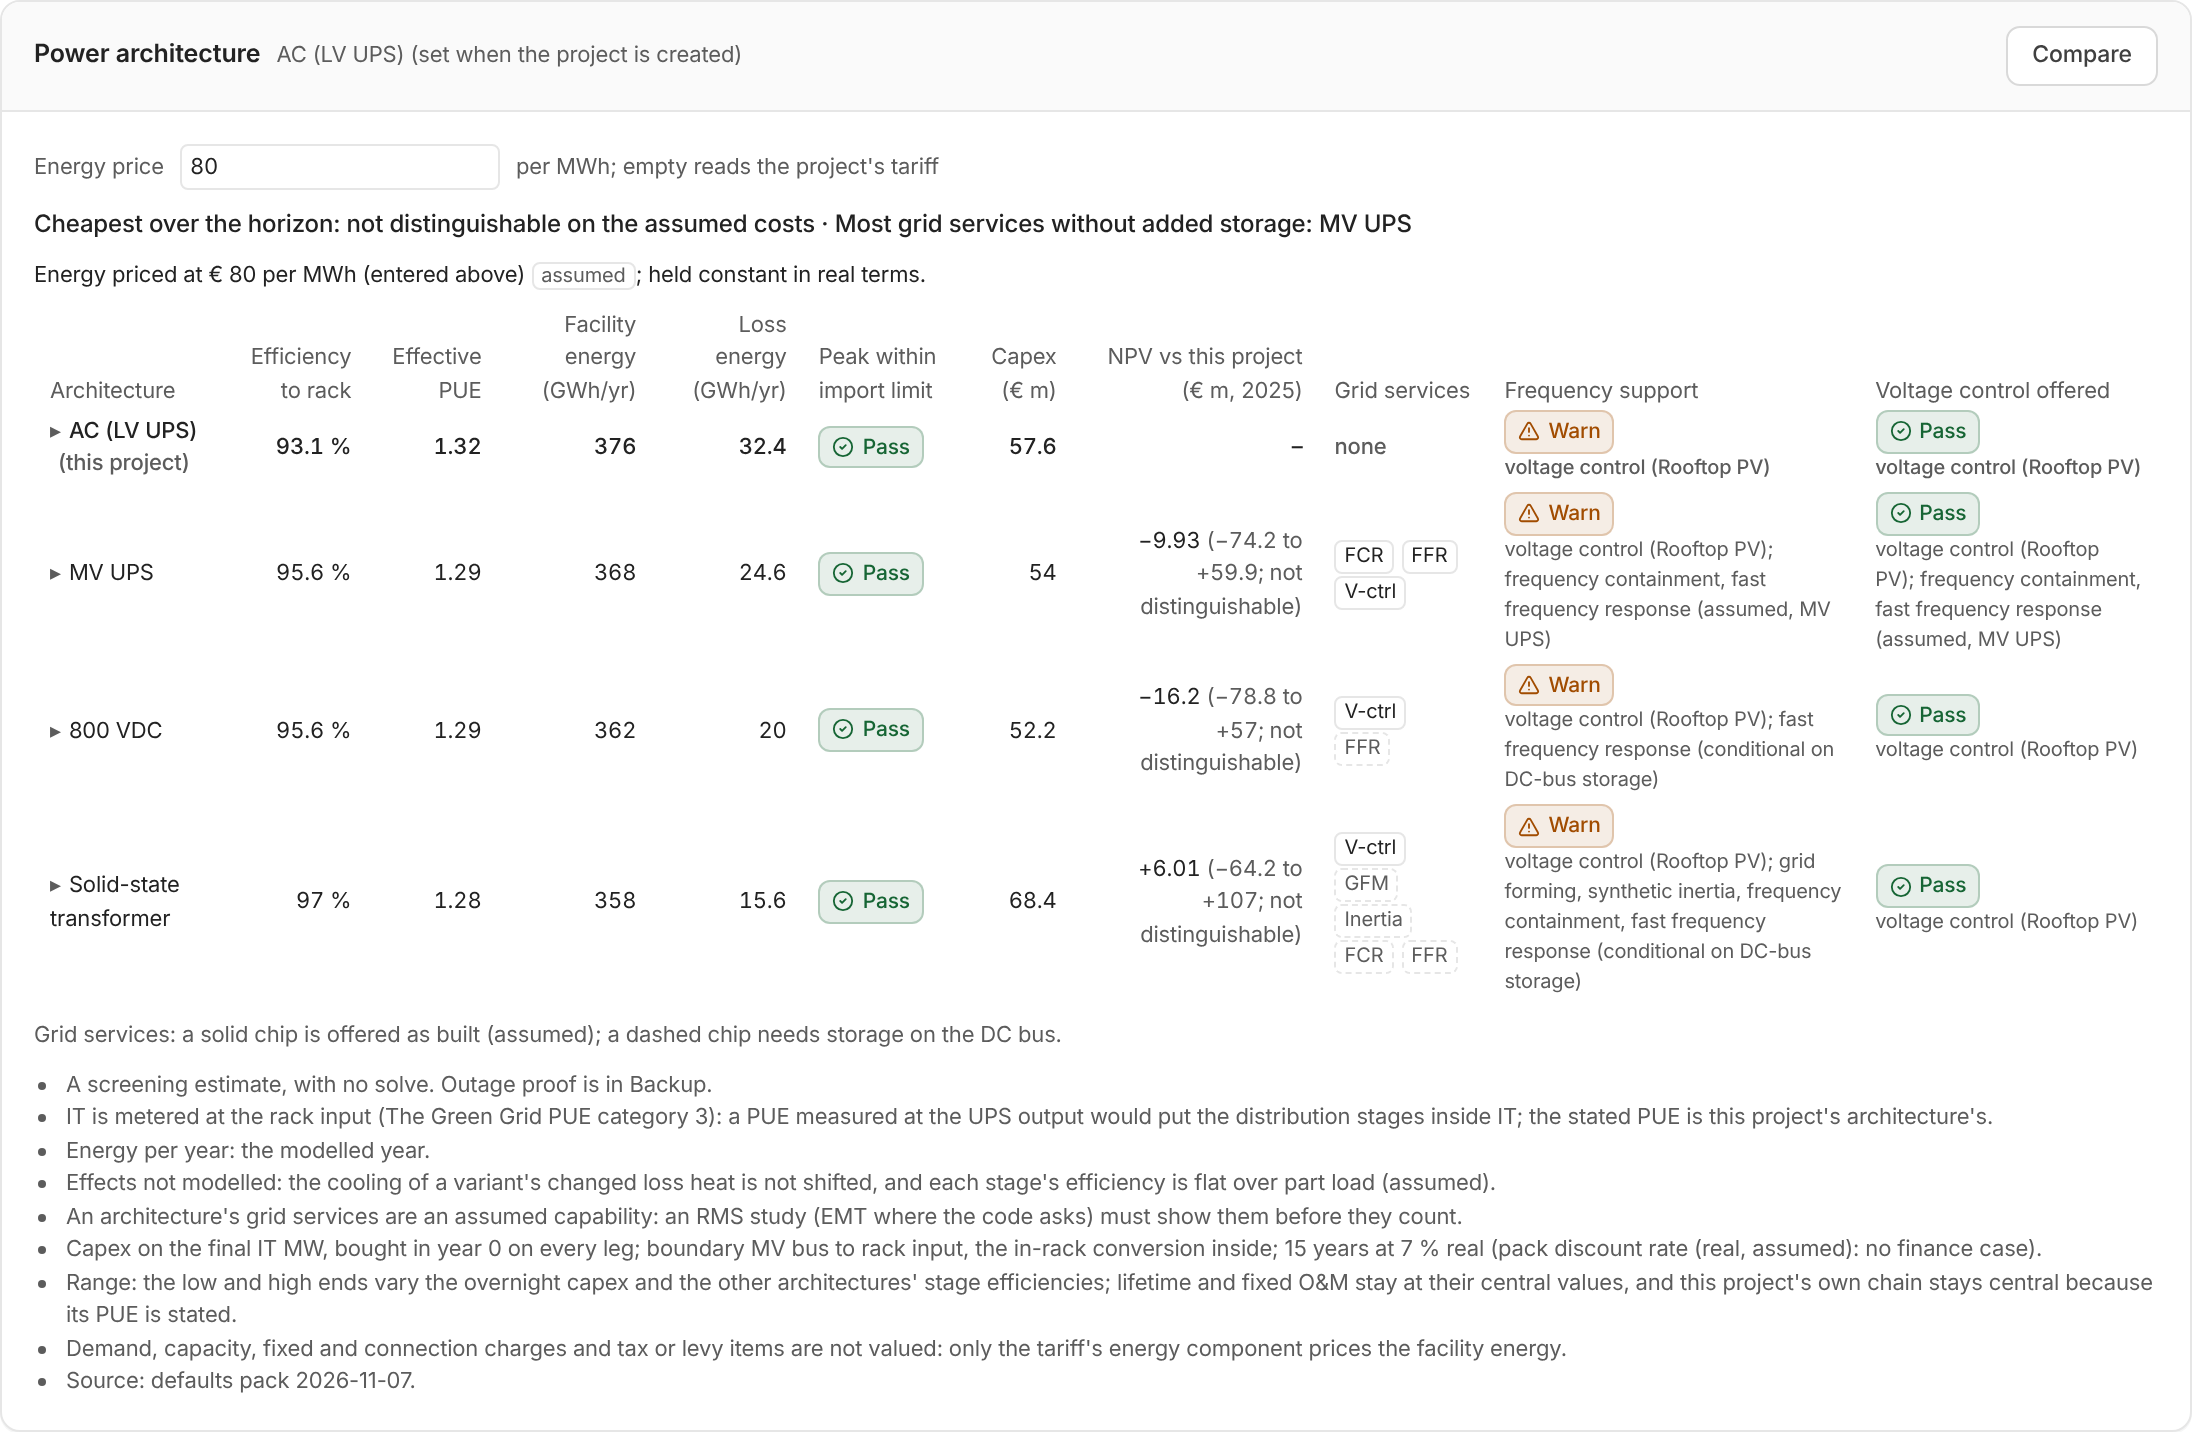 Power architecture AC (LV UPS) (set when the project is created)
Compare
Energy price 80 per MWh; empty reads the project's tariff
Cheapest over the horizon: not distinguishable on the assumed costs · Most grid services without added storage: MV UPS
Energy priced at € 80 per MWh (entered above) assumed; held constant in real terms.
Architecture
Efficiency
to rack
Effective
PUE
Facility
energy
(GWh/yr)
Loss
energy
(GWh/yr)
Peak within
import limit
Capex
(€ m)
NPV vs this project
(€ m, 2025)
Grid services
Frequency support
Voltage control offered
▸ AC (LV UPS)
(this project)
93.1 %
1.32
376
32.4
Pass
57.6
–
none
Warn
voltage control (Rooftop PV)
Pass
voltage control (Rooftop PV)
▸ MV UPS
95.6 %
1.29
368
24.6
Pass
54
−9.93 (−74.2 to
+59.9; not
distinguishable)
FCR FFR
V-ctrl
Warn
voltage control (Rooftop PV);
frequency containment, fast
frequency response (assumed, MV
UPS)
Pass
voltage control (Rooftop
PV); frequency containment,
fast frequency response
(assumed, MV UPS)
▸ 800 VDC
95.6 %
1.29
362
20
Pass
52.2
−16.2 (−78.8 to
+57; not
distinguishable)
V-ctrl
FFR
Warn
voltage control (Rooftop PV); fast
frequency response (conditional on
DC-bus storage)
Pass
voltage control (Rooftop PV)
▸ Solid-state
transformer
97 %
1.28
358
15.6
Pass
68.4
+6.01 (−64.2 to
+107; not
distinguishable)
V-ctrl
GFM
Inertia
FCR FFR
Warn
voltage control (Rooftop PV); grid
forming, synthetic inertia, frequency
containment, fast frequency
response (conditional on DC-bus
storage)
Pass
voltage control (Rooftop PV)
Grid services: a solid chip is offered as built (assumed); a dashed chip needs storage on the DC bus.
• A screening estimate, with no solve. Outage proof is in Backup.
• IT is metered at the rack input (The Green Grid PUE category 3): a PUE measured at the UPS output would put the distribution stages inside IT; the stated PUE is this project's architecture's.
• Energy per year: the modelled year.
• Effects not modelled: the cooling of a variant's changed loss heat is not shifted, and each stage's efficiency is flat over part load (assumed).
• An architecture's grid services are an assumed capability: an RMS study (EMT where the code asks) must show them before they count.
• Capex on the final IT MW, bought in year 0 on every leg; boundary MV bus to rack input, the in-rack conversion inside; 15 years at 7 % real (pack discount rate (real, assumed): no finance case).
• Range: the low and high ends vary the overnight capex and the other architectures' stage efficiencies; lifetime and fixed O&M stay at their central values, and this project's own chain stays central because
its PUE is stated.
• Demand, capacity, fixed and connection charges and tax or levy items are not valued: only the tariff's energy component prices the facility energy.
• Source: defaults pack 2026-11-07.